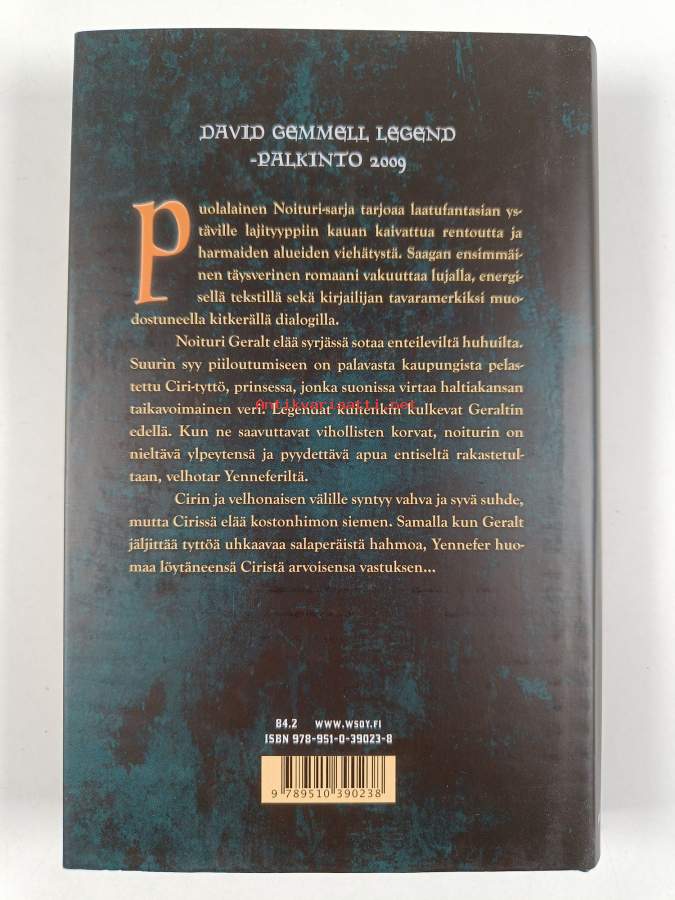 DAVID GEMMELL LEGEND
-PALKINTO 2009
Puolalainen Noituri-sarja tarjoaa laatufantasian ys-
täville lajityyppiin kauan kaivattua rentoutta ja
harmaiden alueiden viehätystä. Saagan ensimmäi-
nen täysverinen romaani vakuuttaa lujalla, energi-
sellä tekstillä sekä kirjailijan tavaramerkiksi muo-
dostuneella kitkerällä dialogilla.
Noituri Geralt elää syrjässä sotaa enteileviltä huhuilta.
Suurin syy piiloutumiseen on palavasta kaupungista pelas-
tettu Ciri-tyttö, prinsessa, jonka suonissa virtaa haltiakansan
taikavoimainen veri. Legendat kuitenkin kulkevat Geraltin
Antikvariaatti.net
edellä. Kun ne saavuttavat vihollisten korvat, noiturin on
nieltävä ylpeytensä ja pyydettävä apua entiseltä rakastetul-
taan, velhotar Yenneferiltä.
Cirin ja velhonaisen välille syntyy vahva ja syvä suhde,
mutta Cirissä elää kostonhimon siemen. Samalla kun Geralt
jäljittää tyttöä uhkaavaa salaperäistä hahmoa, Yennefer huo-
maa löytäneensä Ciristä arvoisensa vastuksen...
84.2 WWW.WSOY.FI
ISBN 978-951-0-39023-8
9 789510 390238